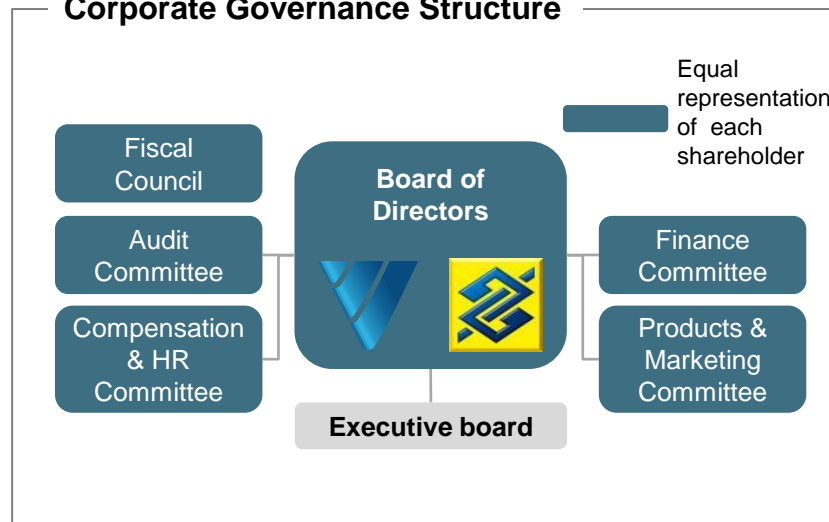 Corporate Governance Structure
Equal
representation
of each
shareholder
Fiscal
Council
Board of
Directors
Audit
Committee
Finance
Committee
Compensation
& HR
Committee
Products &
Marketing
Committee
Executive board